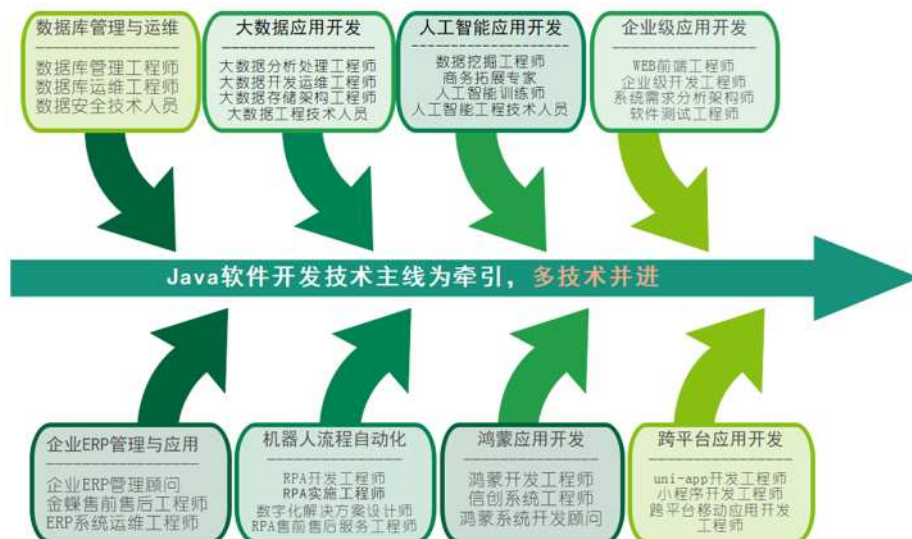 数据库管理与运维
数据库管理工程师
数据库运维工程师
数据安全技术人员
大数据应用开发
大数据分析处理工程师
大数据开发运维工程师
大数据存储架构工程师
大数据工程技术人员
人工智能应用开发
数据挖掘工程师
商务拓展专家
人工智能训练师
人工智能工程技术人员
企业级应用开发
WEB前端工程师
企业级开发工程师
系统需求分析架构师
软件测试工程师
Java软件开发技术主线为牵引，多技术并进
企业ERP管理与应用
企业ERP管理顾问
金蝶售前售后工程师
ERP系统运维工程师
机器人流程自动化
RPA开发工程师
RPA实施工程师
数字化解决方案设计师
RPA售前售后服务工程师
鸿蒙应用开发
鸿蒙开发工程师
信创系统工程师
鸿蒙系统开发顾问
跨平台应用开发
uni-app开发工程师
小程序开发工程师
跨平台移动应用开发
工程师